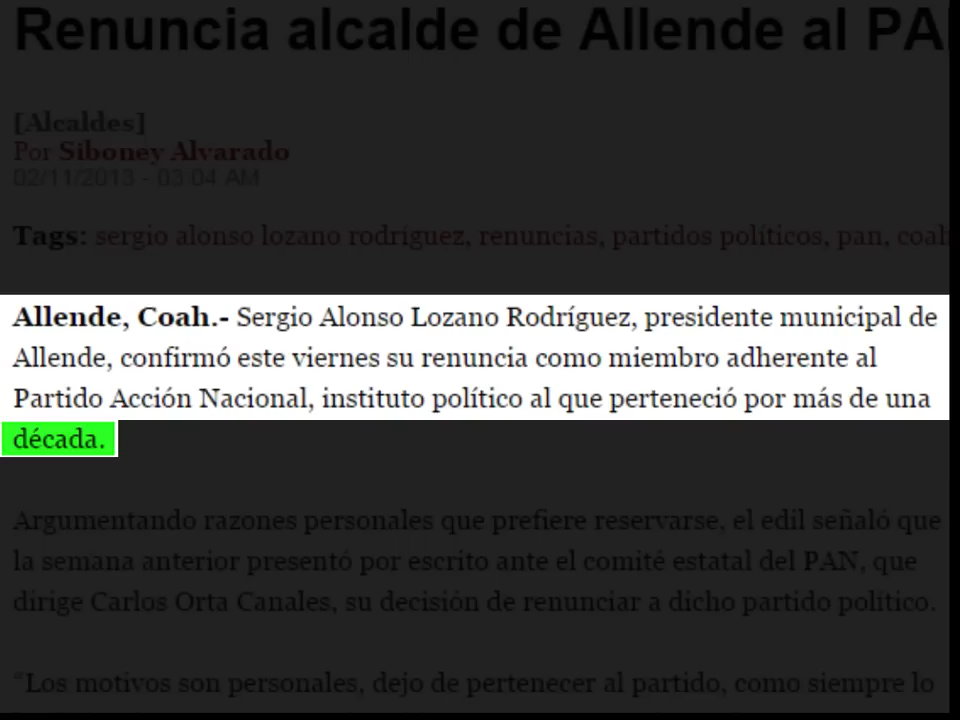 Renuncia alcalde de Allende al PA
[Alcaldes]
Por Siboney Alvarado
02/11/2013 - 03:04 AM
Tags: sergio alonso lozano rodríguez, renuncias, partidos políticos, pan, coah
Allende, Coah.- Sergio Alonso Lozano Rodríguez, presidente municipal de
Allende, confirmó este viernes su renuncia como miembro adherente al
Partido Acción Nacional, instituto político al que perteneció por más de una
década.
Argumentando razones personales que prefiere reservarse, el edil señaló que
la semana anterior presentó por escrito ante el comité estatal del PAN, que
dirige Carlos Orta Canales, su decisión de renunciar a dicho partido político.
“Los motivos son personales, dejo de pertenecer al partido, como siempre lo